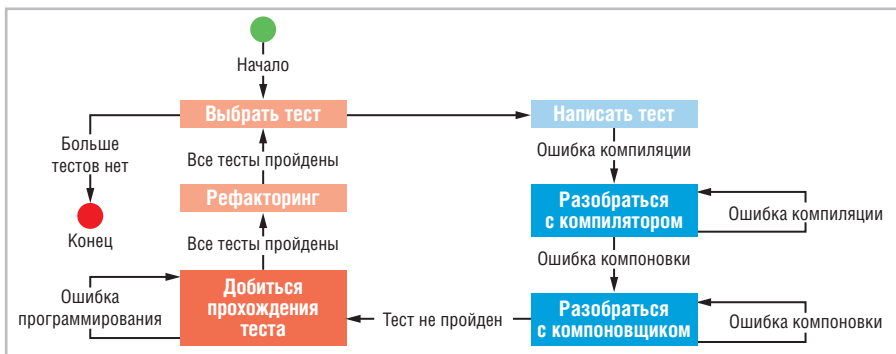 Начало
Выбрать тест
Написать тест
Больше
тестов нет
Все тесты пройдены
Ошибка компиляции
Рефакторинг
Разобраться
с компилятором
Ошибка компиляции
Конец
Все тесты пройдены
Ошибка компоновки
Ошибка
программирования
Добиться
прохождения
теста
Тест не пройден
Разобраться
с компоновщиком
Ошибка компоновки